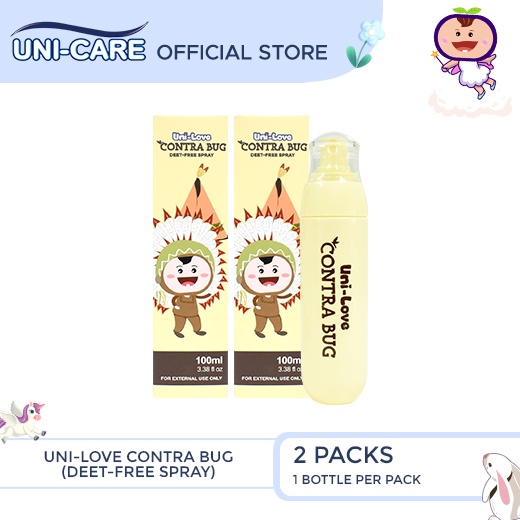 UNI-CARE OFFICIAL STORE
Uni-Love
CONTRA BUG
DEET-FREE SPRAY
100ml
3.38 fl oz
FOR EXTERNAL USE ONLY
Uni-Love
CONTRA BUG
DEET-FREE SPRAY
100ml
3.38 fl oz
FOR EXTERNAL USE ONLY
Uni-Love
CONTRA BUG
UNI-LOVE CONTRA BUG
(DEET-FREE SPRAY)
2 PACKS
1 BOTTLE PER PACK